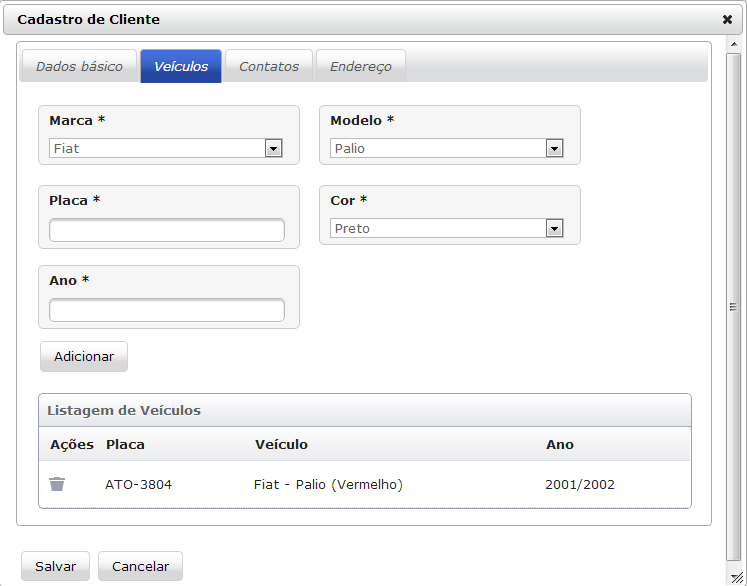 Cadastro de Cliente
Dados básico Veículos Contatos Endereço
Marca * Modelo *
Fiat Palio
Placa * Cor *
Preto
Ano *
Adicionar
Listagem de Veículos
Ações Placa Veículo Ano
ATO-3804 Fiat - Palio (Vermelho) 2001/2002
Salvar Cancelar